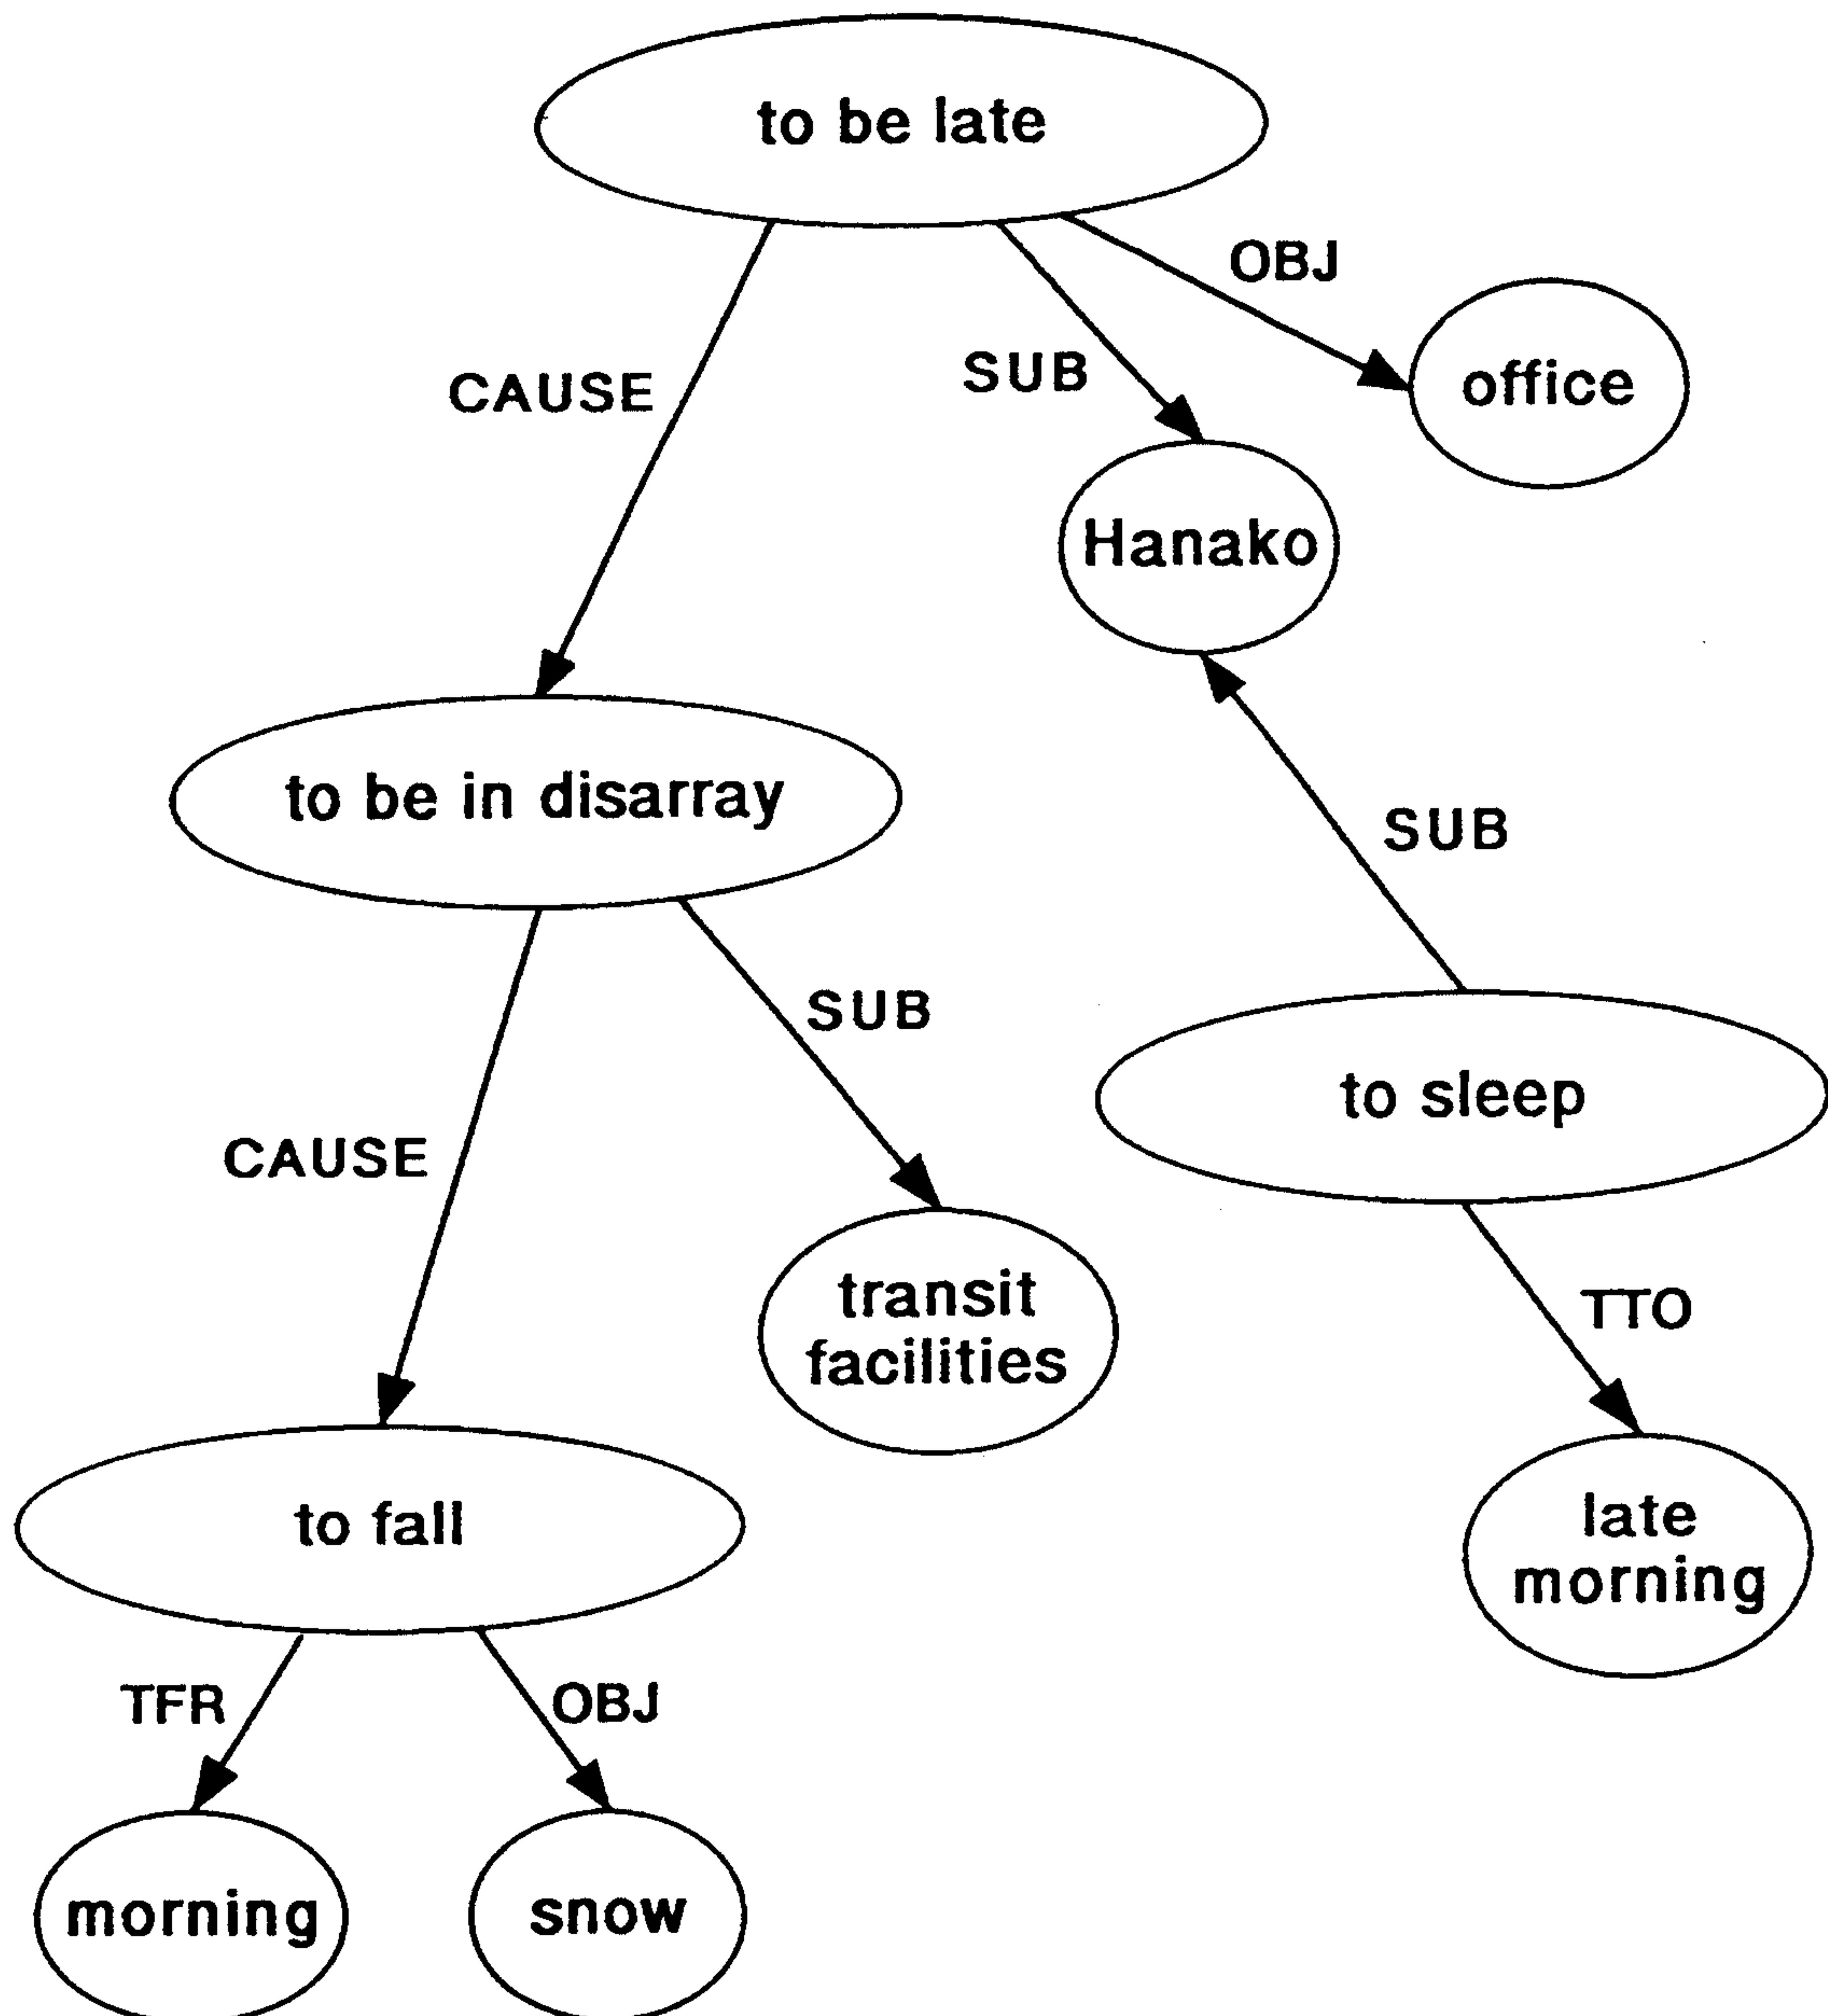 to be late
OBJ
office
SUB
CAUSE
Hanako
to be in disarray
SUB
SUB
to sleep
CAUSE
transit
facilities
TTO
to fall
late
morning
TFR
OBJ
morning
snow